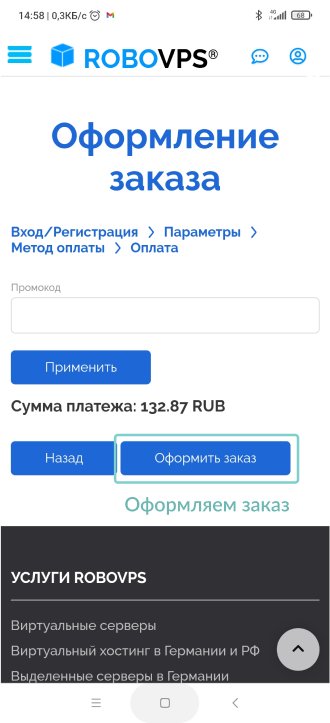 14:58 | 0,3КБ/с
4G
68
ROBOVPS®
Оформление
заказа
Вход/Регистрация > Параметры >
Метод оплаты > Оплата
Промокод
Применить
Сумма платежа: 132.87 RUB
Назад
Оформить заказ
Оформляем заказ
УСЛУГИ ROBOVPS
Виртуальные серверы
Виртуальный хостинг в Германии и РФ
Выделенные серверы в Германии